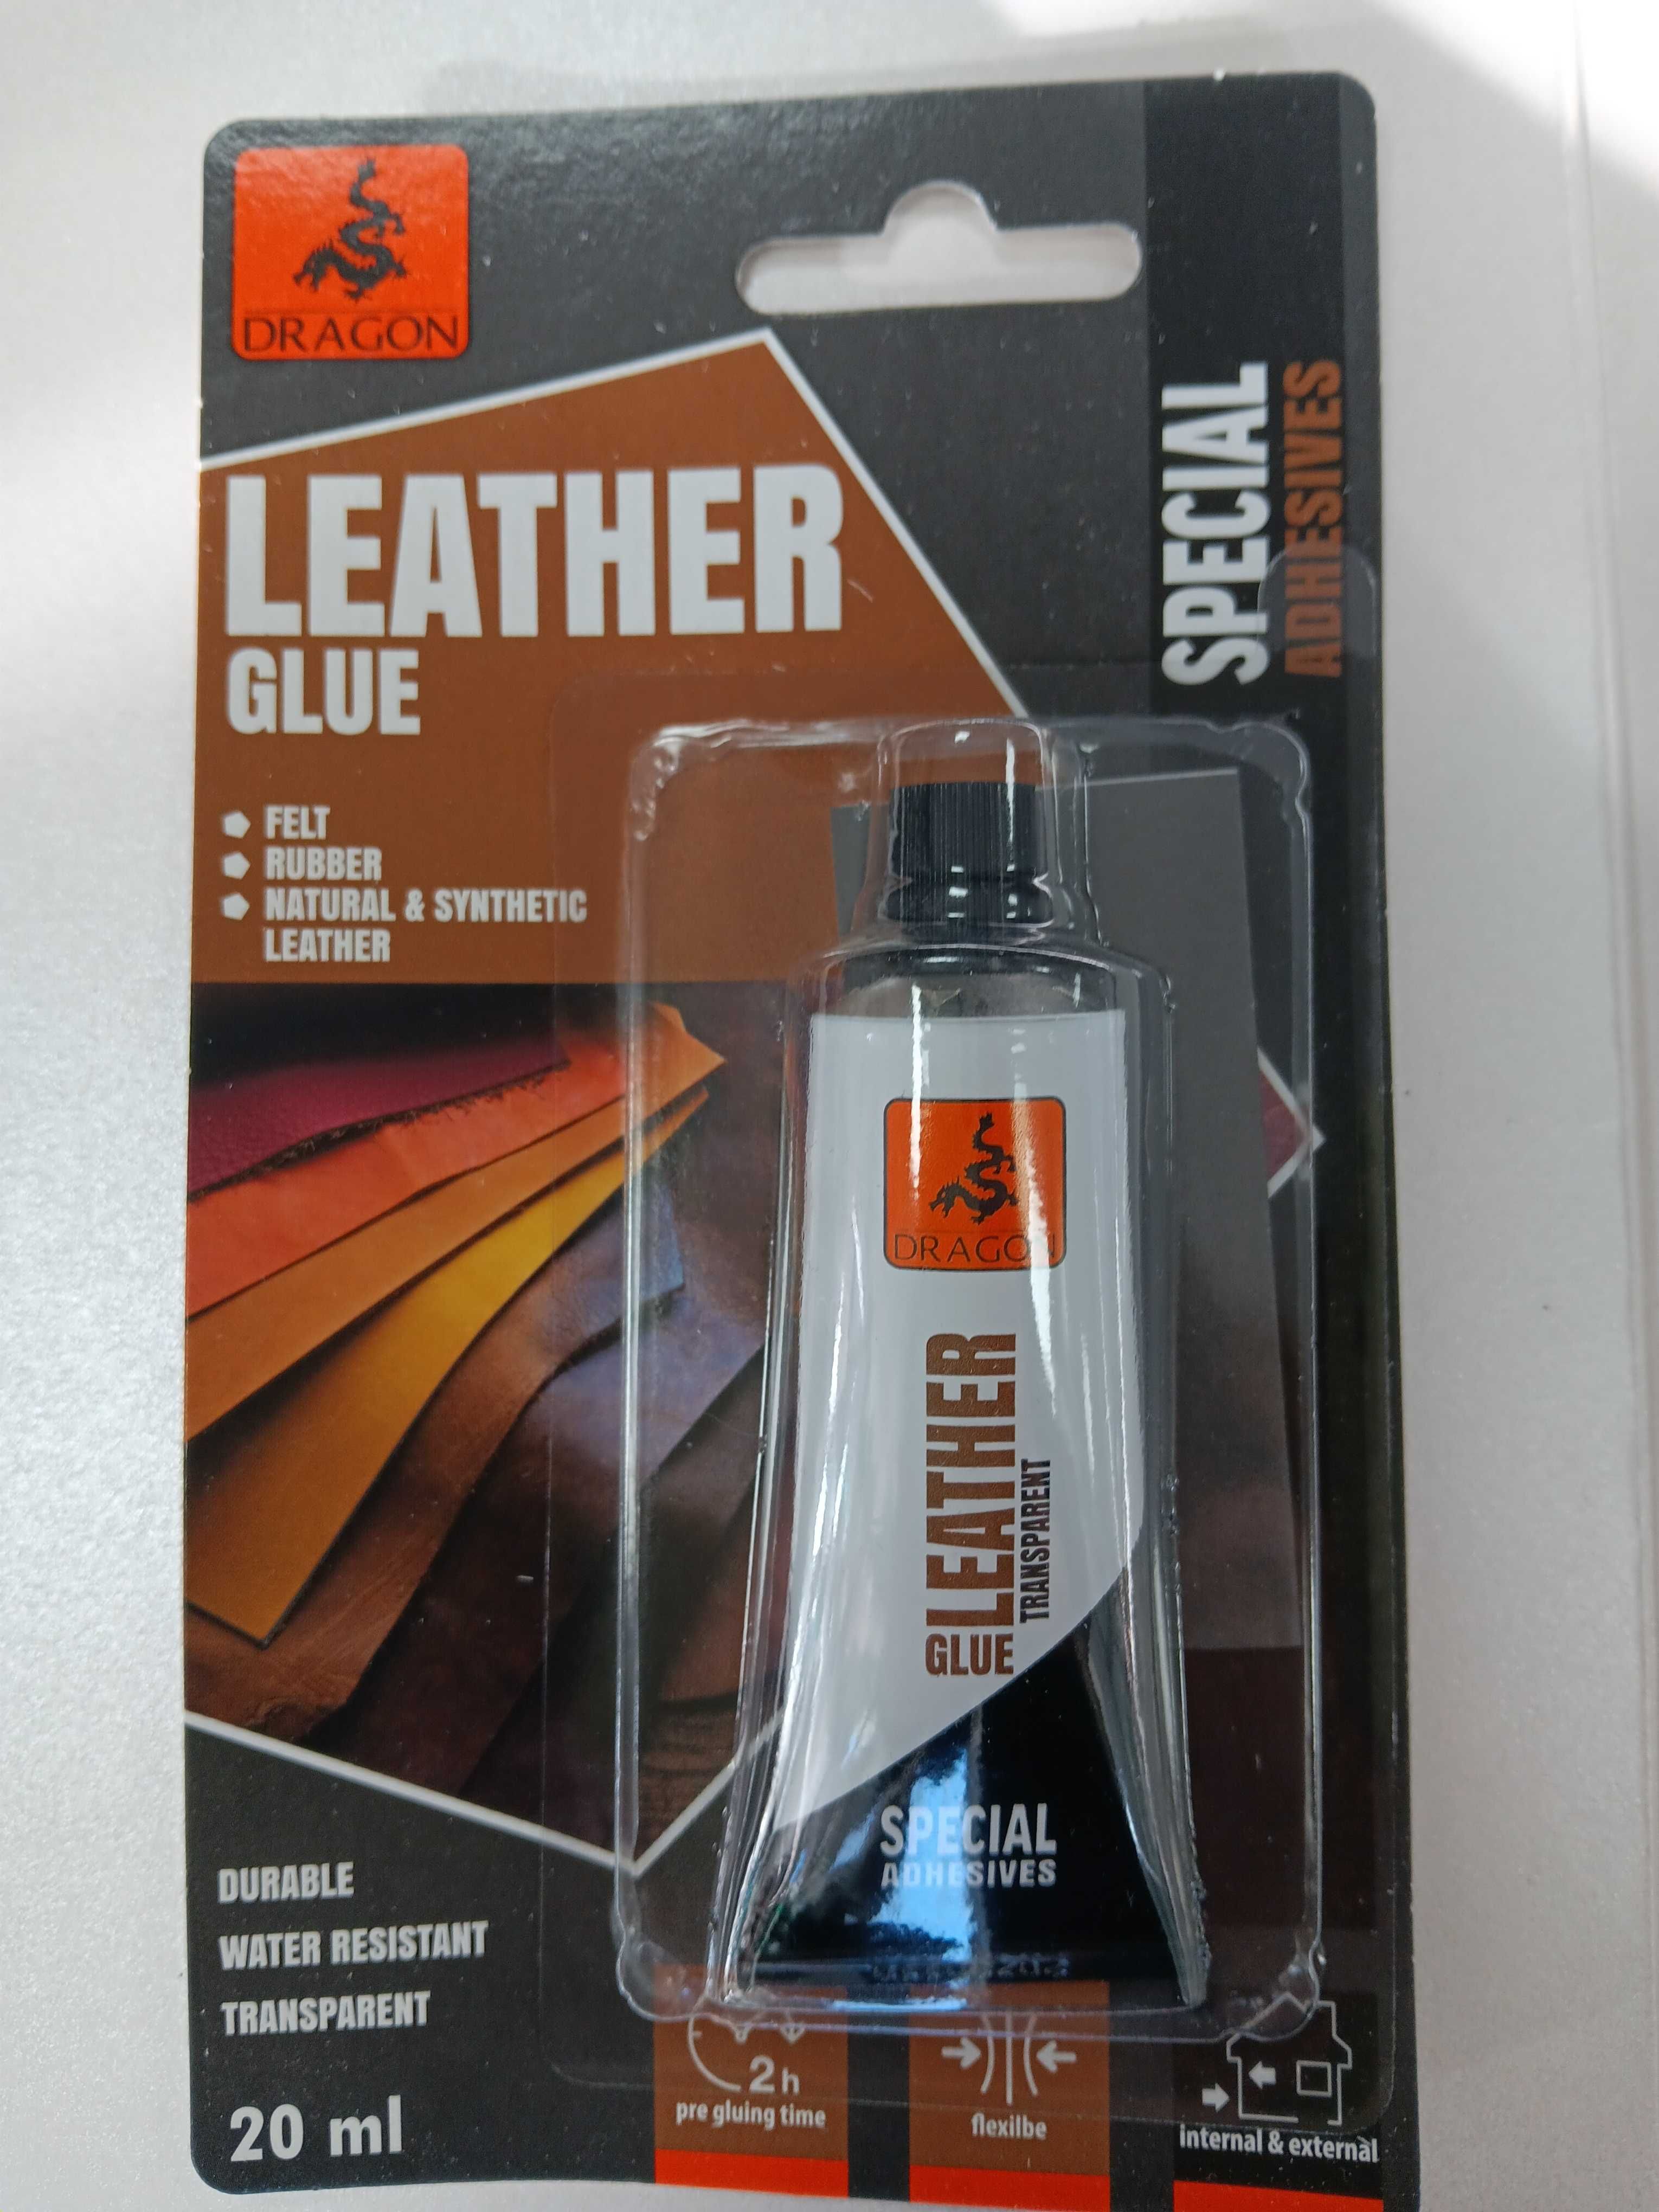 DRAGON
SPECIAL
ADHESIVES
LEATHER
GLUE
FELT
RUBBER
NATURAL & SYNTHETIC
LEATHER
DRAGON
GLUE LEATHER
TRANSPARENT
SPECIAL
ADHESIVES
DURABLE
WATER RESISTANT
TRANSPARENT
20 ml
2h
pre gluing time
flexilbe
internal & external